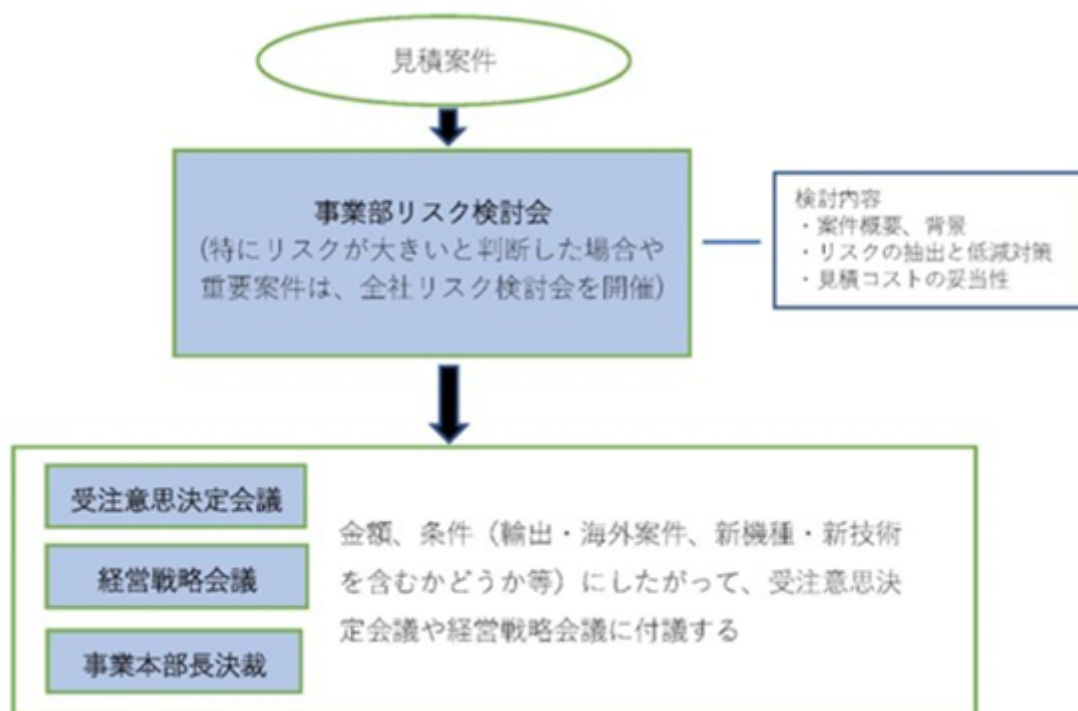 見積案件
事業部リスク検討会
(特にリスクが大きいと判断した場合や
重要案件は、全社リスク検討会を開催)
検討内容
・案件概要、背景
・リスクの抽出と低減対策
・見積コストの妥当性
受注意思決定会議
経営戦略会議
事業本部長決裁
金額、条件（輸出・海外案件、新機種・新技術
を含むかどうか等）にしたがって、受注意思決
定会議や経営戦略会議に付議する